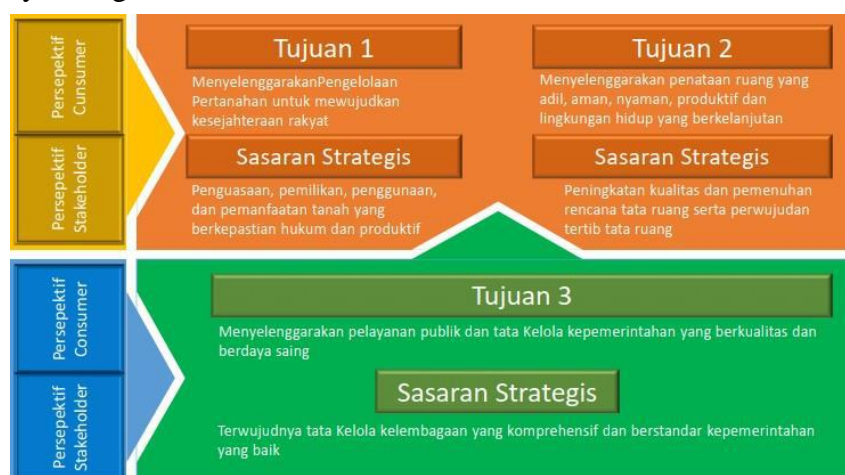 Persepektif
Cunsumer
Persepektif
Stakeholder
Tujuan 1
MenyelenggarakanPengelolaan
Pertanahan untuk mewujudkan
kesejahteraan rakyat
Sasaran Strategis
Penguasaan, pemilikan, penggunaan,
dan pemanfaatan tanah yang
berkepastian hukum dan produktif
Tujuan 2
Menyelenggarakan penataan ruang yang
adil, aman, nyaman, produktif dan
lingkungan hidup yang berkelanjutan
Sasaran Strategis
Peningkatan kualitas dan pemenuhan
rencana tata ruang serta perwujudan
tertib tata ruang
Persepektif
Consumer
Persepektif
Stakeholder
Tujuan 3
Menyelenggarakan pelayanan publik dan tata Kelola kepemerintahan yang berkualitas dan
berdaya saing
Sasaran Strategis
Terwujudnya tata Kelola kelembagaan yang komprehensif dan berstandar kepemerintahan
yang baik